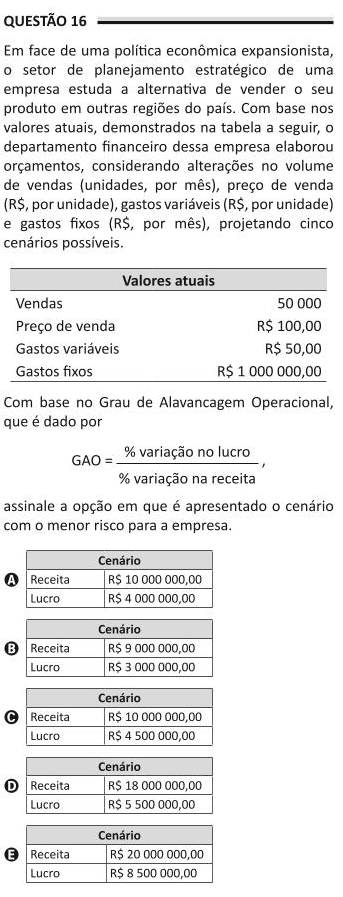 QUESTÃO 16
Em face de uma política econômica expansionista,
o setor de planejamento estratégico de uma
empresa estuda a alternativa de vender o seu
produto em outras regiões do país. Com base nos
valores atuais, demonstrados na tabela a seguir, o
departamento financeiro dessa empresa elaborou
orçamentos, considerando alterações no volume
de vendas (unidades, por mês), preço de venda
(R$, por unidade), gastos variáveis (R$, por unidade)
e gastos fixos (R$, por mês), projetando cinco
cenários possíveis.
Valores atuais
Vendas 50 000
Preço de venda R$ 100,00
Gastos variáveis R$ 50,00
Gastos fixos R$ 1 000 000,00
Com base no Grau de Alavancagem Operacional,
que é dado por
% variação no lucro
GAO = ,
% variação na receita
assinale a opção em que é apresentado o cenário
com o menor risco para a empresa.
Cenário
A Receita R$ 10 000 000,00
Lucro R$ 4 000 000,00
Cenário
B Receita R$ 9 000 000,00
Lucro R$ 3 000 000,00
Cenário
C Receita R$ 10 000 000,00
Lucro R$ 4 500 000,00
Cenário
D Receita R$ 18 000 000,00
Lucro R$ 5 500 000,00
Cenário
E Receita R$ 20 000 000,00
Lucro R$ 8 500 000,00